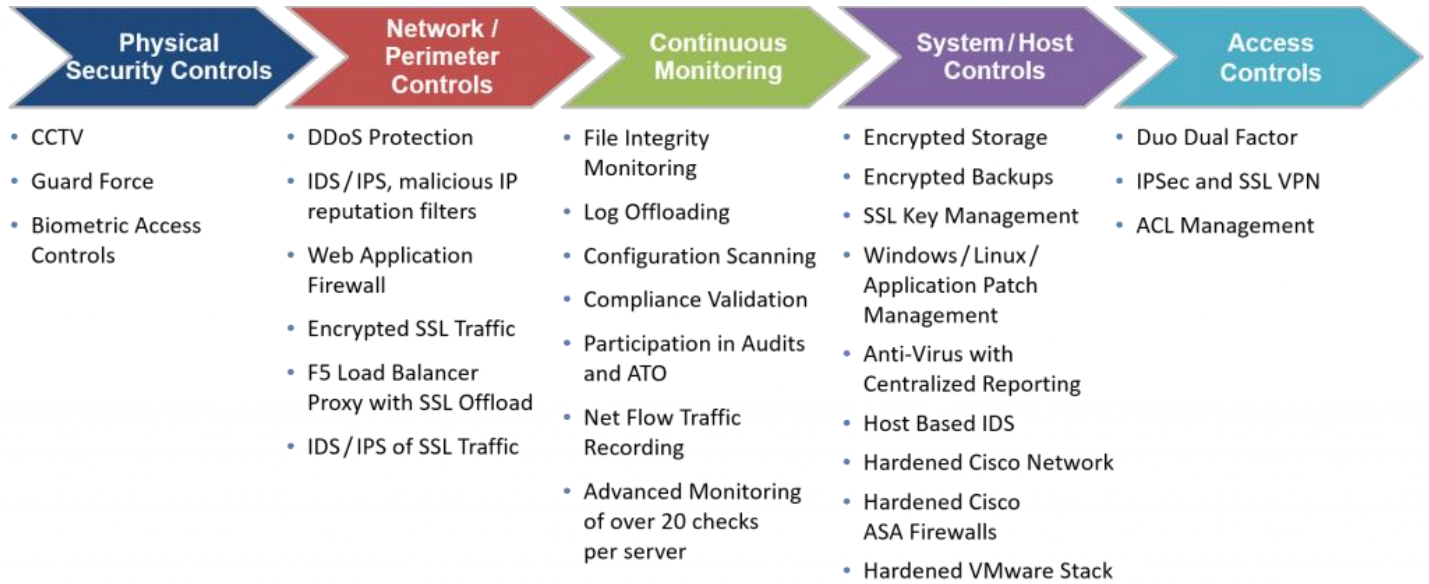 Physical
Security Controls
Network /
Perimeter
Controls
Continuous
Monitoring
System/Host
Controls
Access
Controls
• CCTV
• Guard Force
• Biometric Access
Controls
• DDoS Protection
• IDS/IPS, malicious IP
reputation filters
• Web Application
Firewall
• Encrypted SSL Traffic
• F5 Load Balancer
Proxy with SSL Offload
• IDS/IPS of SSL Traffic
• File Integrity
Monitoring
• Log Offloading
• Configuration Scanning
• Compliance Validation
• Participation in Audits
and ATO
• Net Flow Traffic
Recording
• Advanced Monitoring
of over 20 checks
per server
• Encrypted Storage
• Encrypted Backups
• SSL Key Management
• Windows/Linux/
Application Patch
Management
• Anti-Virus with
Centralized Reporting
• Host Based IDS
• Hardened Cisco Network
• Hardened Cisco
ASA Firewalls
• Hardened VMware Stack
• Duo Dual Factor
• IPSec and SSL VPN
• ACL Management